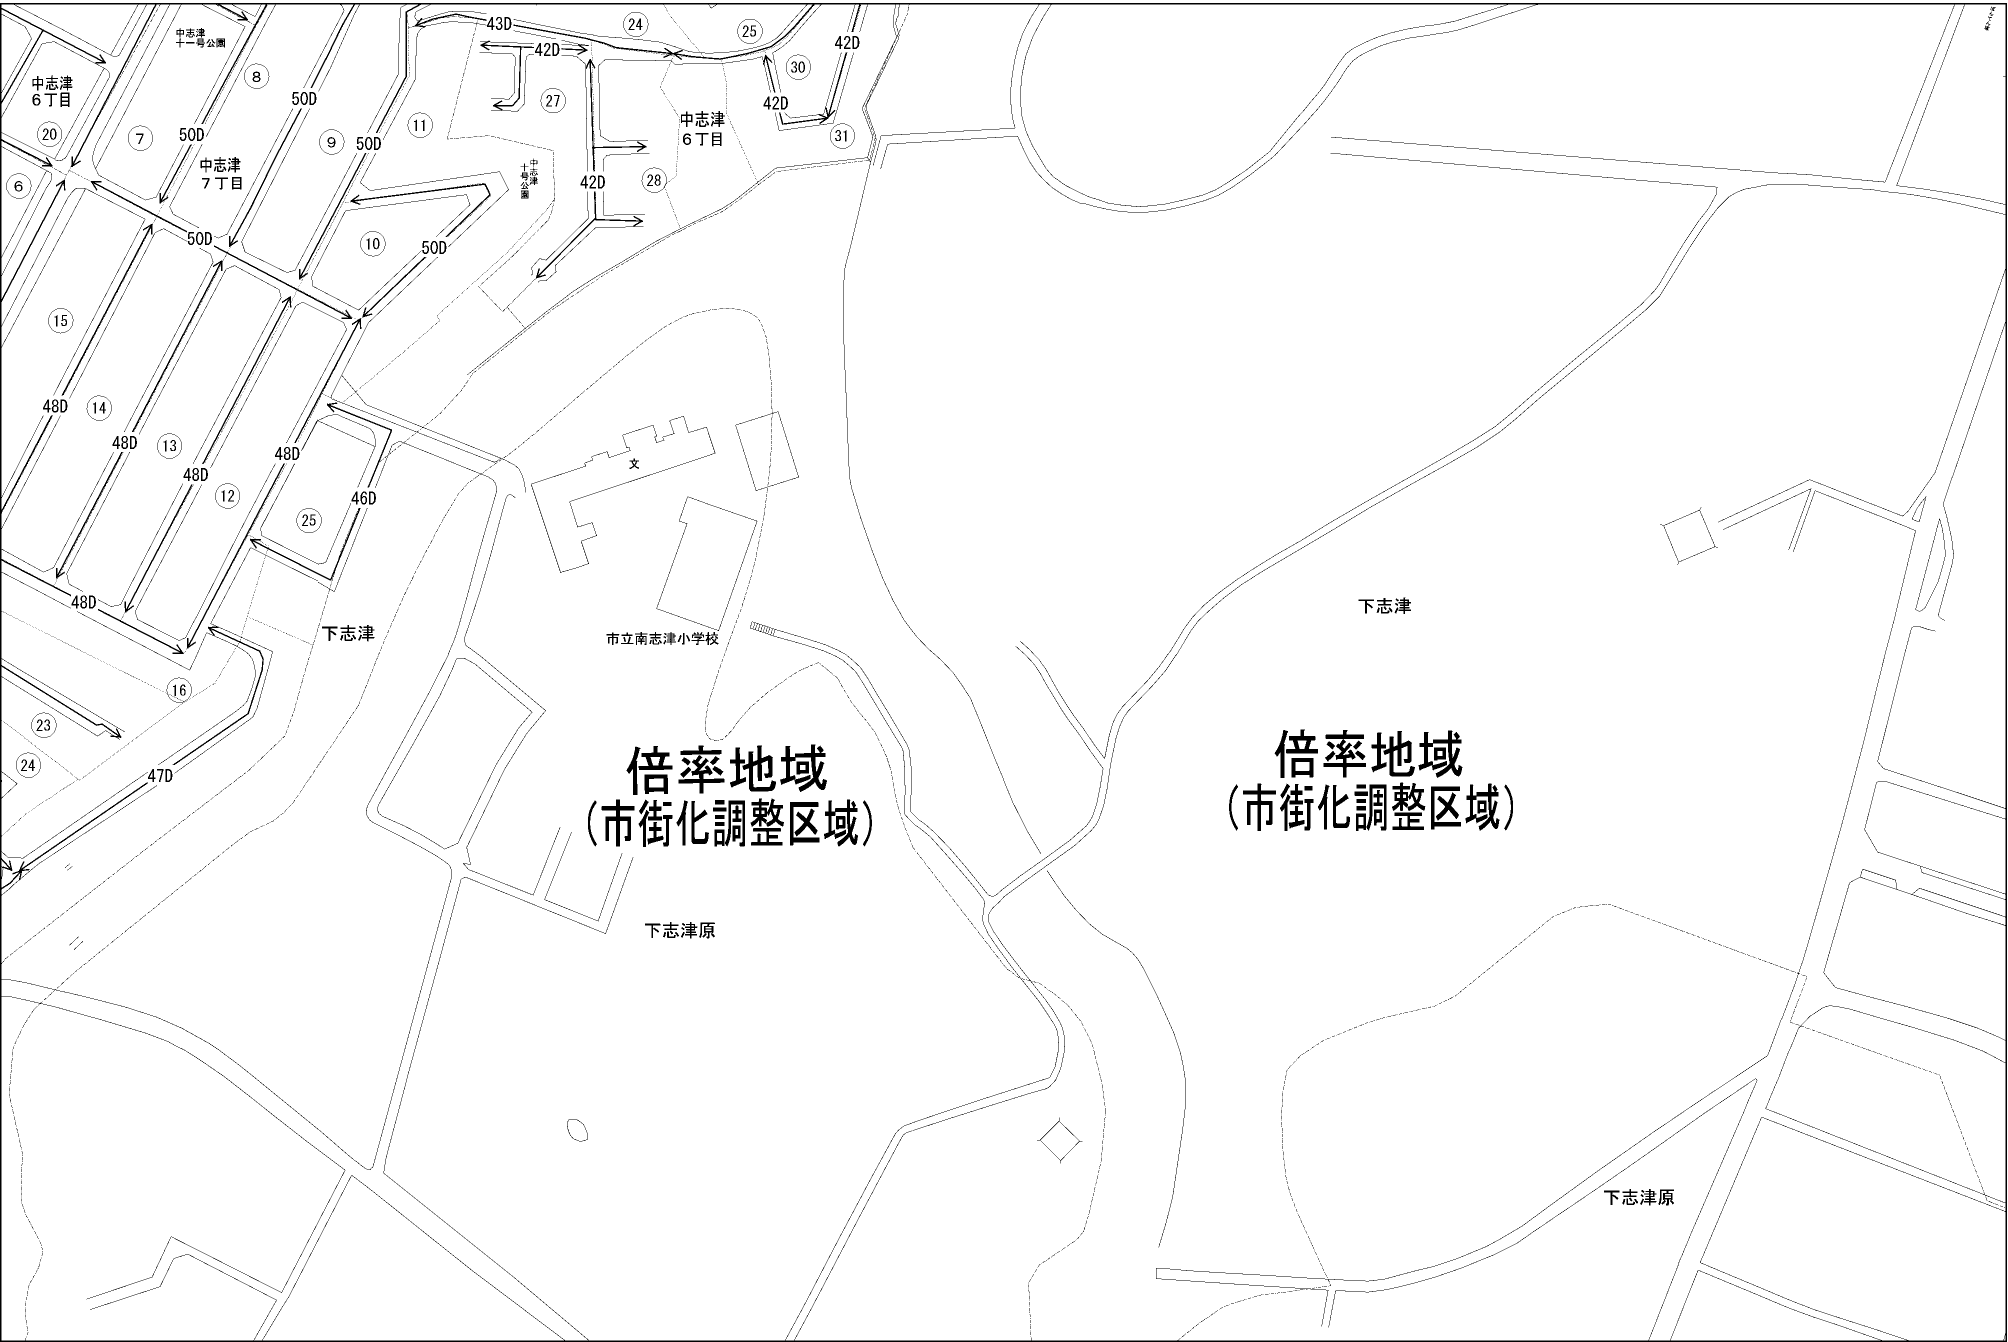 43D
24
25
中志津
十一号公園
42D
42D
8
30
中志津
6丁目
50D
27
42D
20
7
50D
9
50D
11
中志津
6丁目
31
中志津
7丁目
中志津
十号公園
6
42D
28
50D
10
50D
15
48D
14
48D
13
48D
48D
12
文
46D
25
48D
下志津
市立南志津小学校
下志津
16
23
24
47D
倍率地域
(市街化調整区域)
倍率地域
(市街化調整区域)
下志津原
下志津原